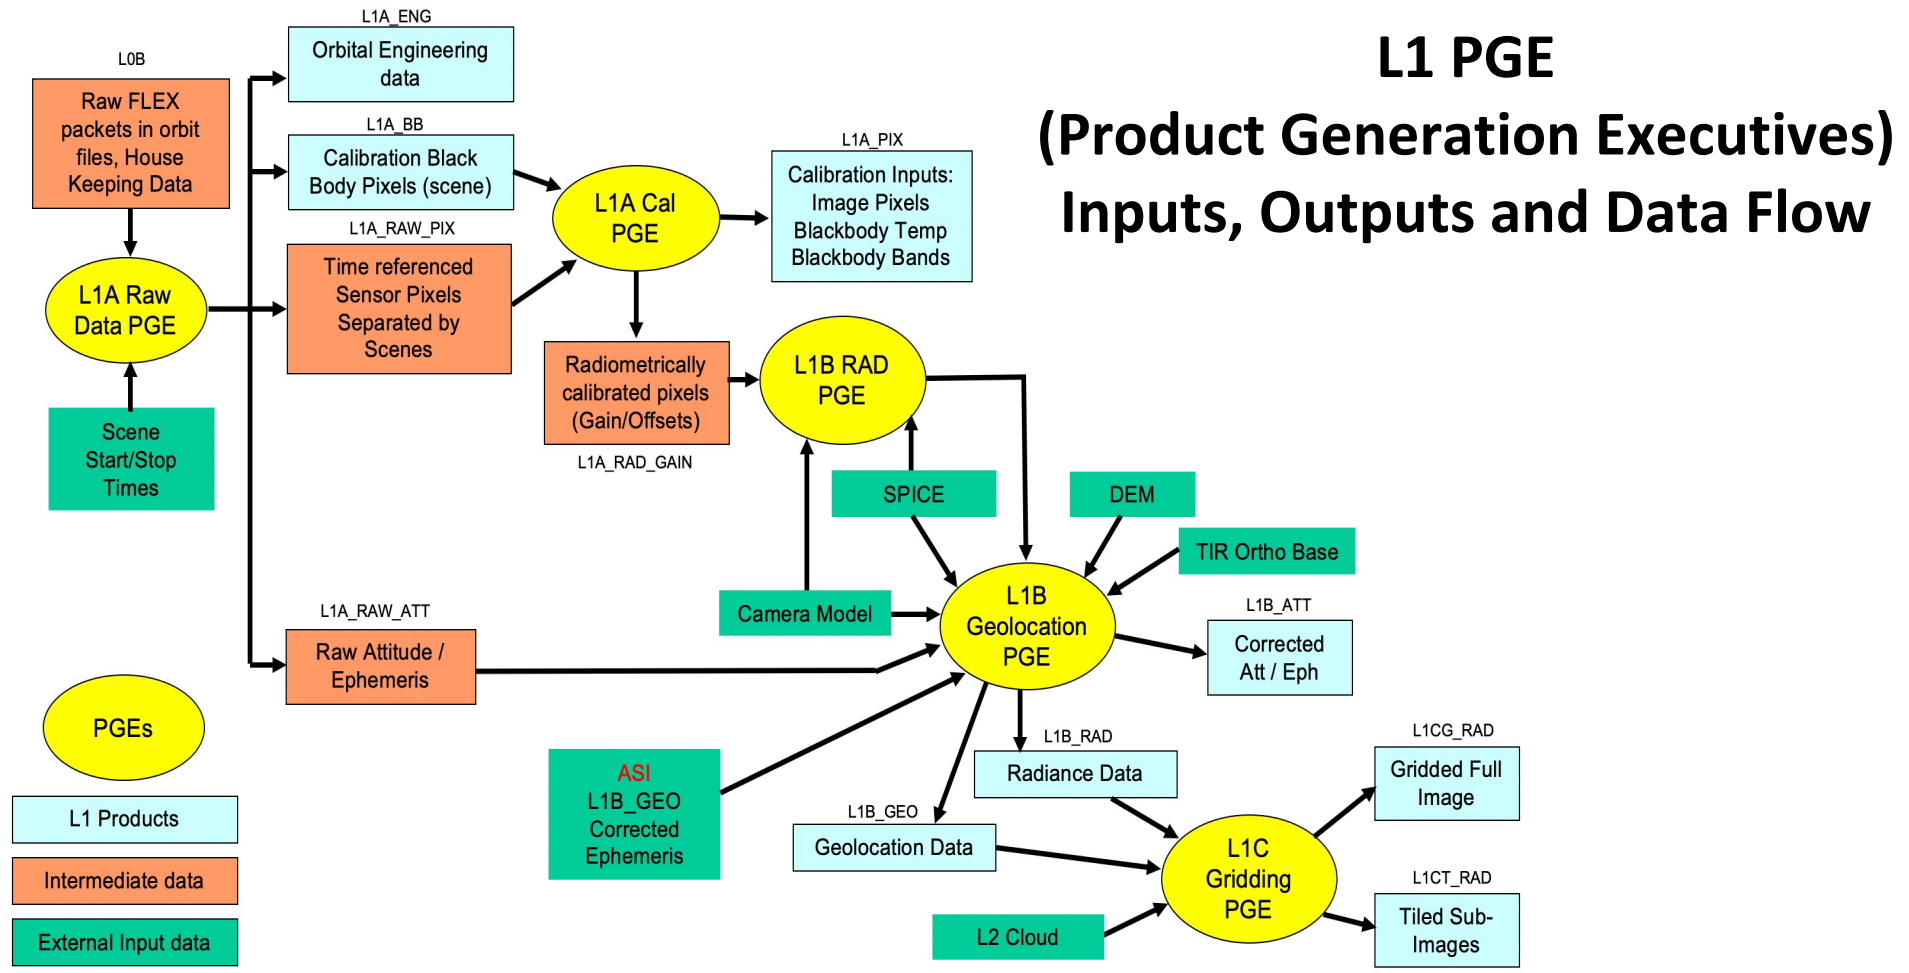 L1 PGE
(Product Generation Executives)
Inputs, Outputs and Data Flow
L0B
Raw FLEX
packets in orbit
files, House
Keeping Data
L1A Raw
Data PGE
Scene
Start/Stop
Times
L1A_ENG
Orbital Engineering
data
L1A_BB
Calibration Black
Body Pixels (scene)
L1A_RAW_PIX
Time referenced
Sensor Pixels
Separated by
Scenes
L1A Cal
PGE
L1A_PIX
Calibration Inputs:
Image Pixels
Blackbody Temp
Blackbody Bands
Radiometrically
calibrated pixels
(Gain/Offsets)
L1A_RAD_GAIN
L1B RAD
PGE
SPICE
DEM
TIR Ortho Base
Camera Model
L1B
Geolocation
PGE
L1B_ATT
Corrected
Att / Eph
L1A_RAW_ATT
Raw Attitude /
Ephemeris
ASI
L1B_GEO
Corrected
Ephemeris
L1B_RAD
Radiance Data
L1B_GEO
Geolocation Data
L1C
Gridding
PGE
L2 Cloud
L1CG_RAD
Gridded Full
Image
L1CT_RAD
Tiled Sub-
Images
PGEs
L1 Products
Intermediate data
External Input data